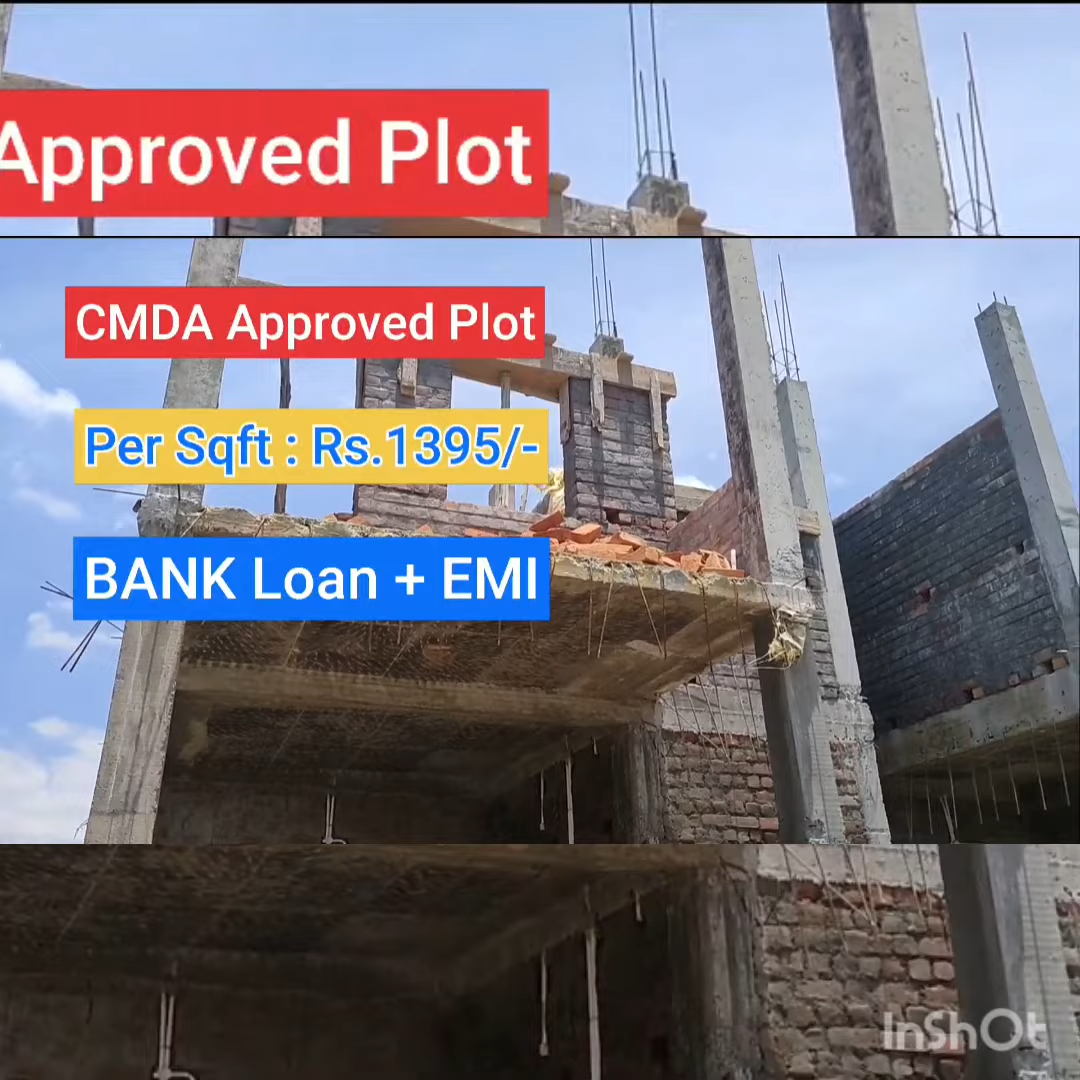 Approved Plot
CMDA Approved Plot
Per Sqft : Rs.1395/-
BANK Loan + EMI
InShOt